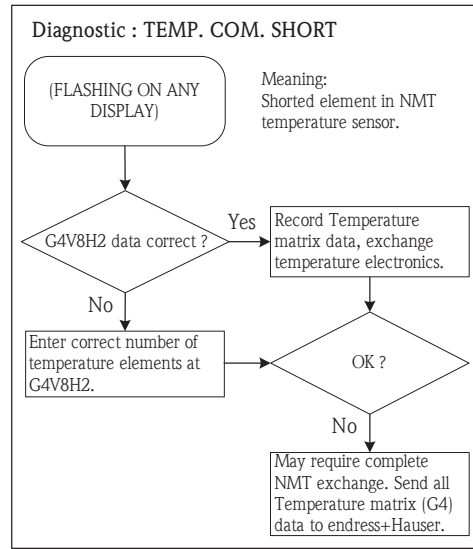 Diagnostic : TEMP. COM. SHORT
(FLASHING ON ANY
DISPLAY)
Meaning:
Shorted element in NMT
temperature sensor.
G4V8H2 data correct ?
Yes
Record Temperature
matrix data, exchange
temperature electronics.
No
Enter correct number of
temperature elements at
G4V8H2.
OK ?
No
May require complete
NMT exchange. Send all
Temperature matrix (G4)
data to endress+Hauser.